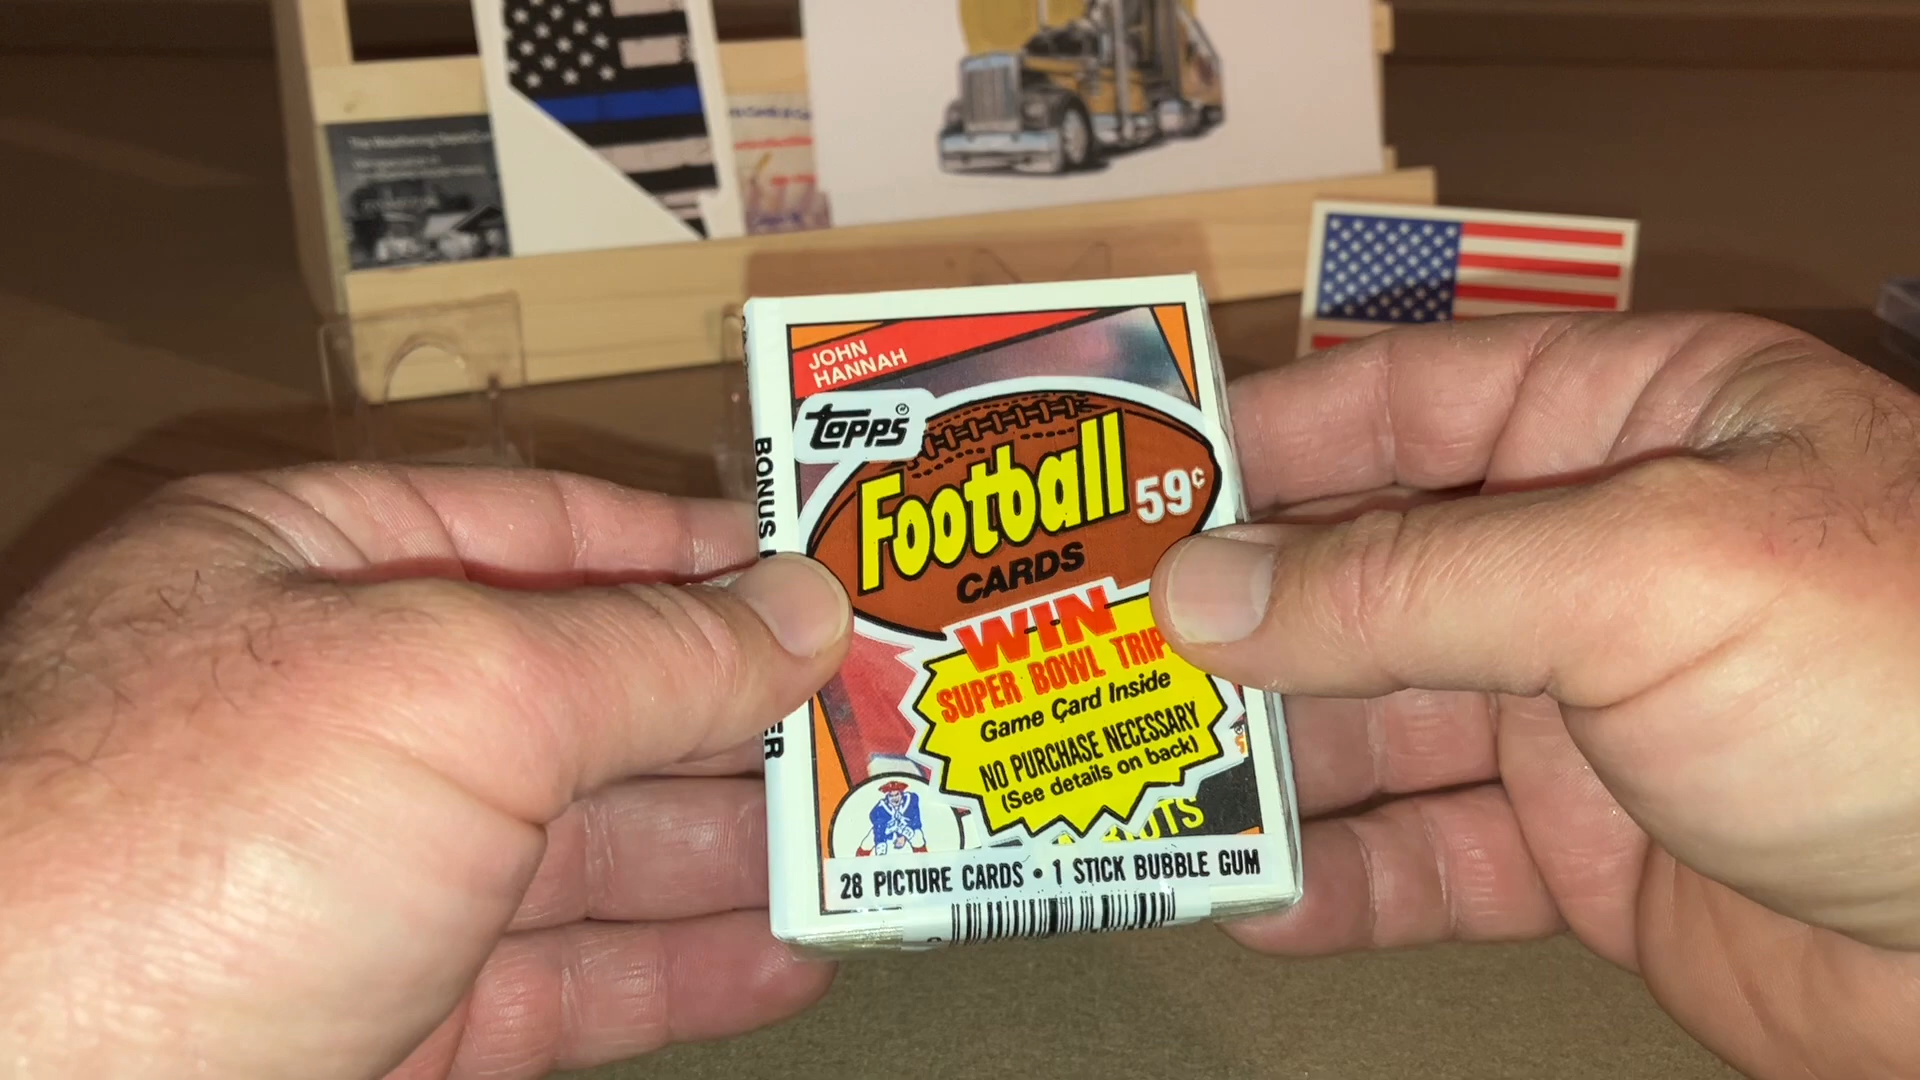 JOHN
HANNAH
TOPPS®
Football
59¢
CARDS
WIN
SUPER BOWL TRIP
Game Card Inside
NO PURCHASE NECESSARY
(See details on back)
28 PICTURE CARDS • 1 STICK BUBBLE GUM
BONUS